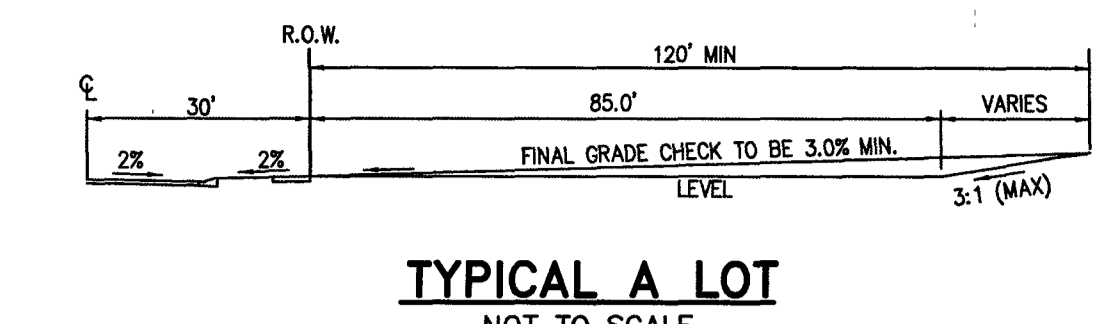 R.O.W.
120' MIN
℄
30'
85.0'
VARIES
2%
2%
FINAL GRADE CHECK TO BE 3.0% MIN.
LEVEL
3:1 (MAX)
TYPICAL A LOT
NOT TO SCALE